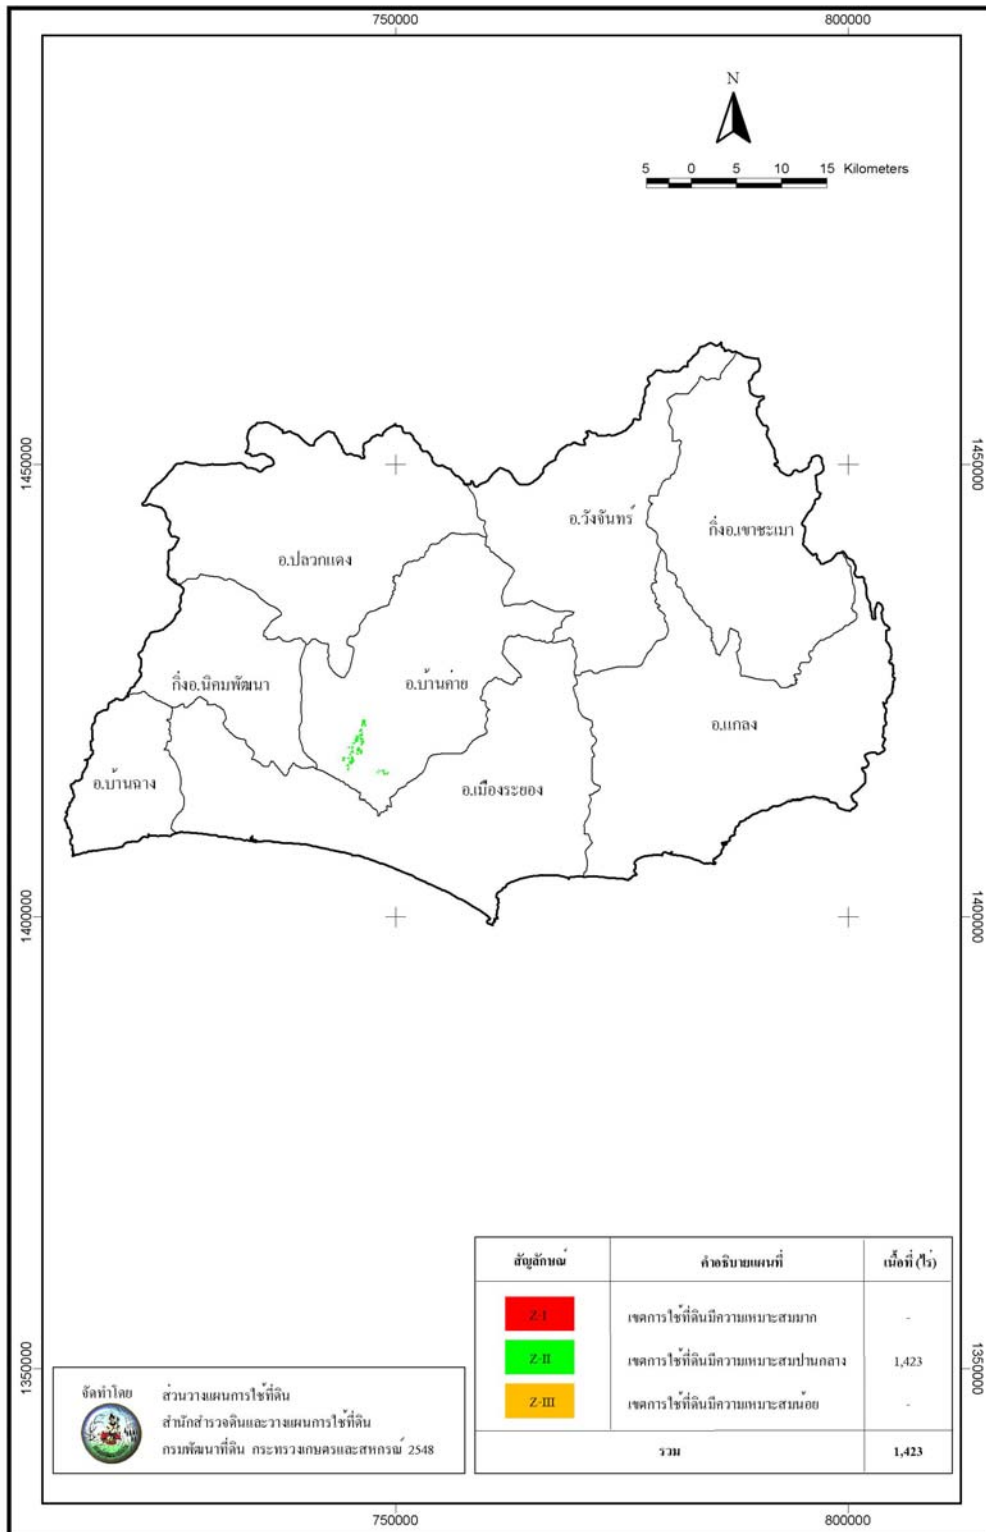 750000
800000
N
5 0 5 10 15 Kilometers
1450000
1450000
อ.วังจันทร์
กิ่งอ.เขาชะเมา
อ.ปลวกแดง
กิ่งอ.นิคมพัฒนา
อ.บ้านค่าย
อ.แกลง
อ.บ้านฉาง
อ.เมืองระยอง
1400000
1400000
สัญลักษณ์ คำอธิบายแผนที่ เนื้อที่ (ไร่)
Z-I เขตการใช้ที่ดินมีความเหมาะสมมาก -
Z-II เขตการใช้ที่ดินมีความเหมาะสมปานกลาง 1,423
Z-III เขตการใช้ที่ดินมีความเหมาะสมน้อย -
รวม 1,423
1350000
1350000
จัดทำโดย ส่วนวางแผนการใช้ที่ดิน
สำนักสำรวจดินและวางแผนการใช้ที่ดิน
กรมพัฒนาที่ดิน กระทรวงเกษตรและสหกรณ์ 2548
750000
800000